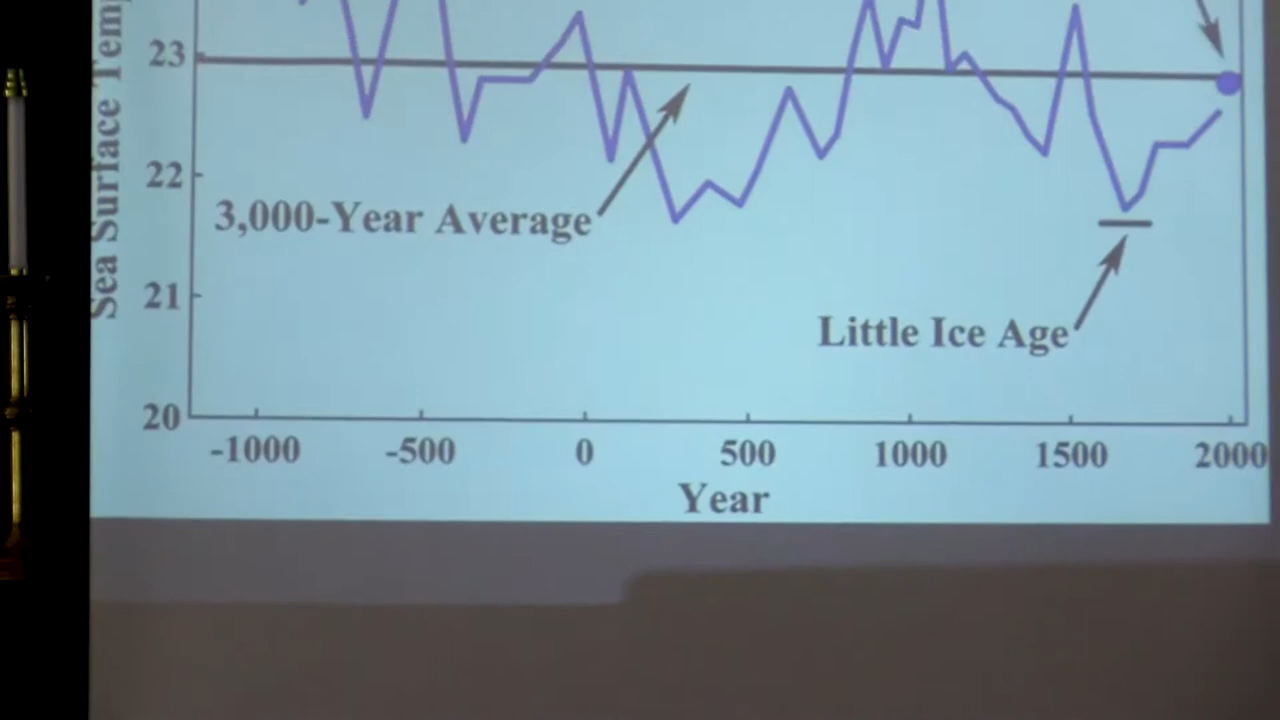 Sea Surface Temp
23
22
3,000-Year Average
21
Little Ice Age
20
-1000 -500 0 500 1000 1500 2000
Year